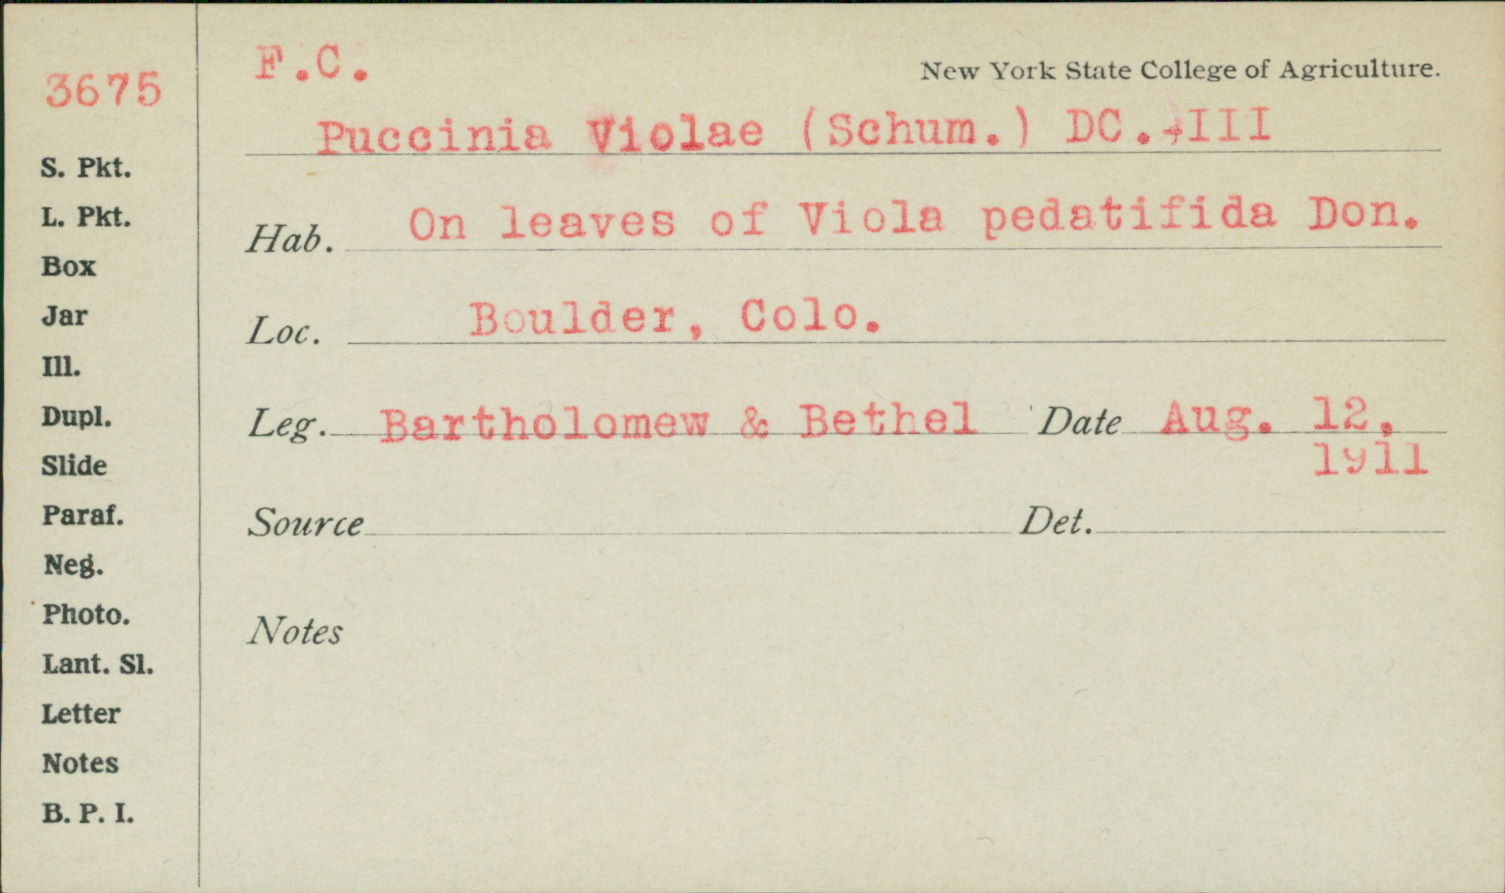 3675
F.C.
New York State College of Agriculture.
Puccinia Violae (Schum.) DC.+III
S. Pkt.
L. Pkt.
Hab. On leaves of Viola pedatifida Don.
Box
Jar
Loc. Boulder, Colo.
Ill.
Dupl.
Leg. Bartholomew & Bethel Date Aug. 12,
1911
Slide
Paraf.
Source Det.
Neg.
Photo.
Notes
Lant. Sl.
Letter
Notes
B. P. I.